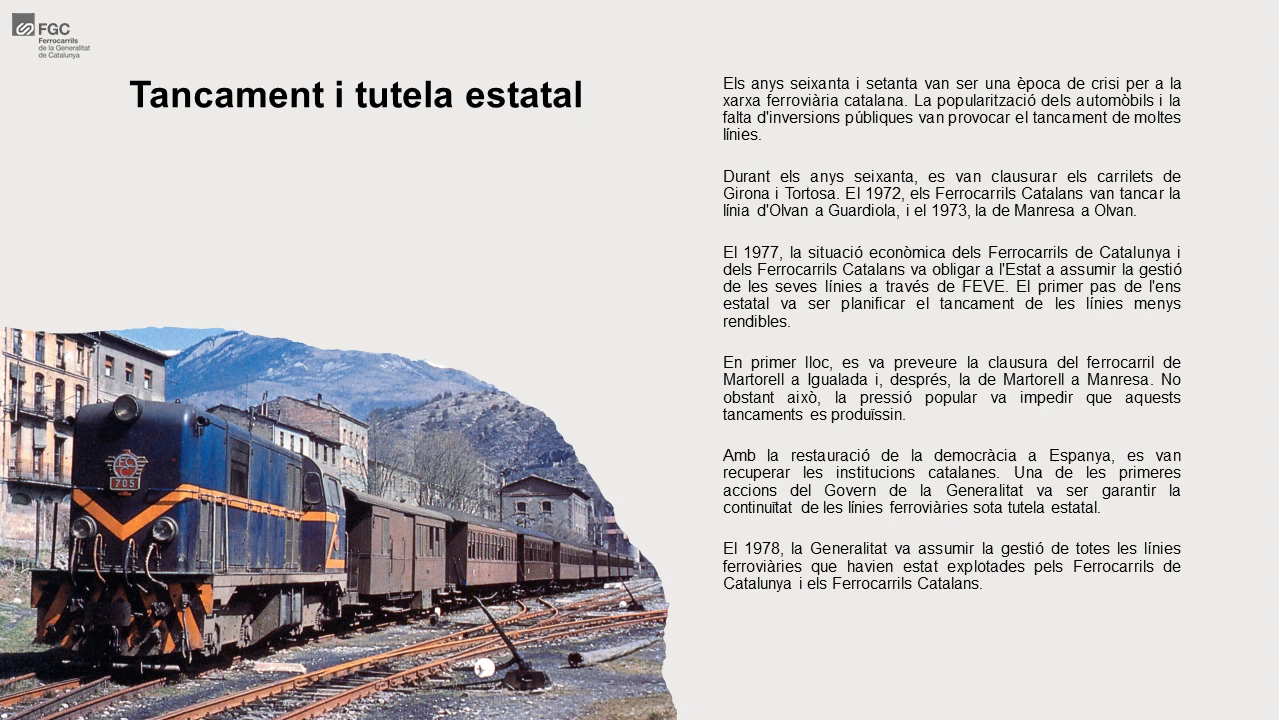 FGC
Ferrocarrils
de la Generalitat
de Catalunya
Tancament i tutela estatal
Els anys seixanta i setanta van ser una època de crisi per a la
xarxa ferroviària catalana. La popularització dels automòbils i la
falta d'inversions públiques van provocar el tancament de moltes
línies.
Durant els anys seixanta, es van clausurar els carrilets de
Girona i Tortosa. El 1972, els Ferrocarrils Catalans van tancar la
línia d'Olvan a Guardiola, i el 1973, la de Manresa a Olvan.
El 1977, la situació econòmica dels Ferrocarrils de Catalunya i
dels Ferrocarrils Catalans va obligar a l'Estat a assumir la gestió
de les seves línies a través de FEVE. El primer pas de l'ens
estatal va ser planificar el tancament de les línies menys
rendibles.
En primer lloc, es va preveure la clausura del ferrocarril de
Martorell a Igualada i, després, la de Martorell a Manresa. No
obstant això, la pressió popular va impedir que aquests
tancaments es produïssin.
Amb la restauració de la democràcia a Espanya, es van
recuperar les institucions catalanes. Una de les primeres
accions del Govern de la Generalitat va ser garantir la
continuïtat de les línies ferroviàries sota tutela estatal.
El 1978, la Generalitat va assumir la gestió de totes les línies
ferroviàries que havien estat explotades pels Ferrocarrils de
Catalunya i els Ferrocarrils Catalans.
705